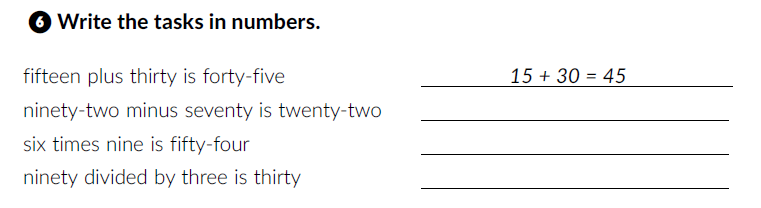 6 Write the tasks in numbers.
fifteen plus thirty is forty-five 15 + 30 = 45
ninety-two minus seventy is twenty-two
six times nine is fifty-four
ninety divided by three is thirty